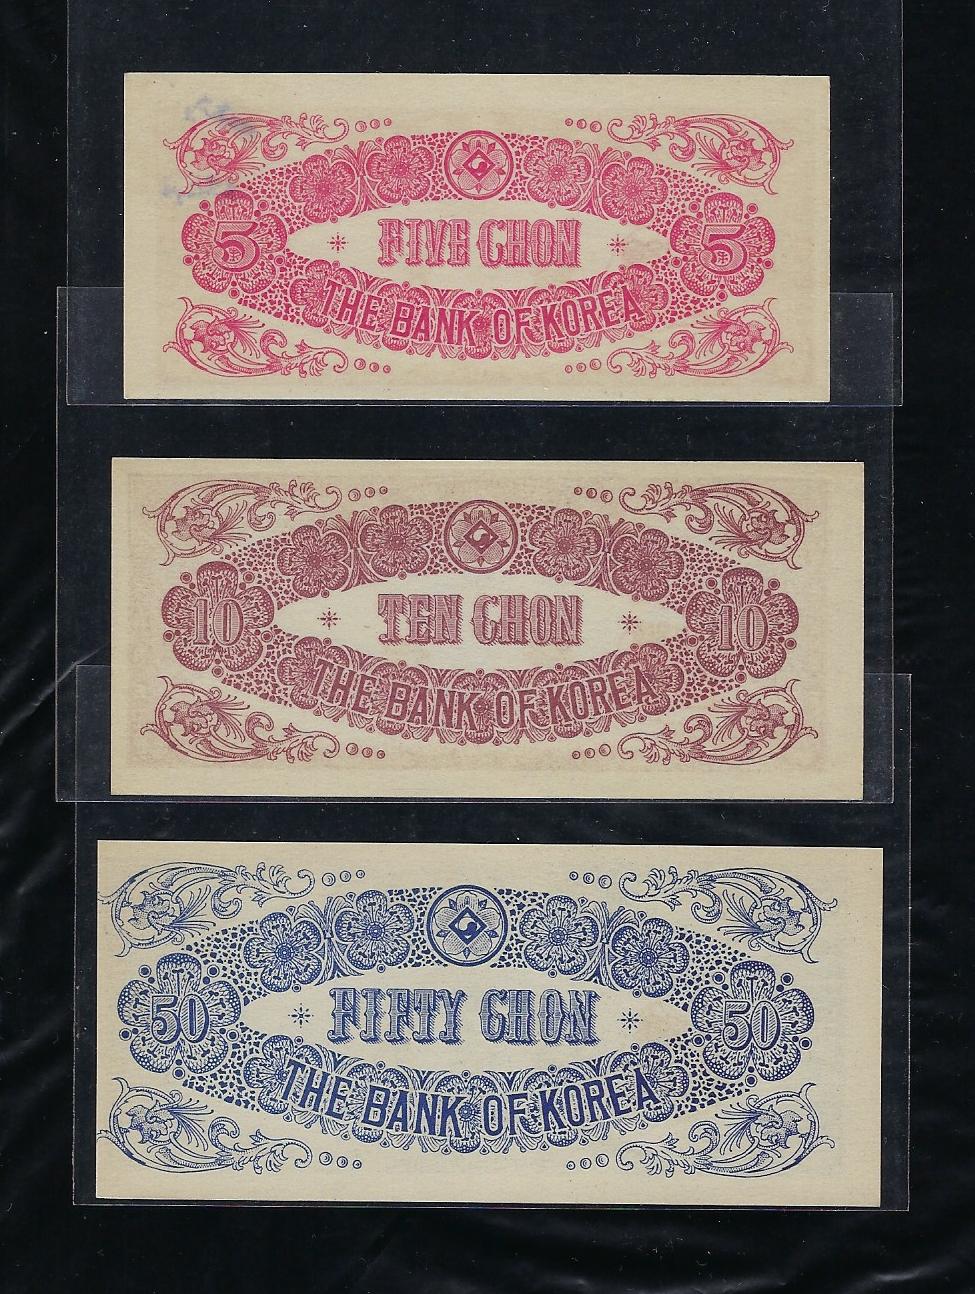 FIVE CHON
5 5
THE BANK OF KOREA
TEN CHON
10 10
THE BANK OF KOREA
FIFTY CHON
50 50
THE BANK OF KOREA